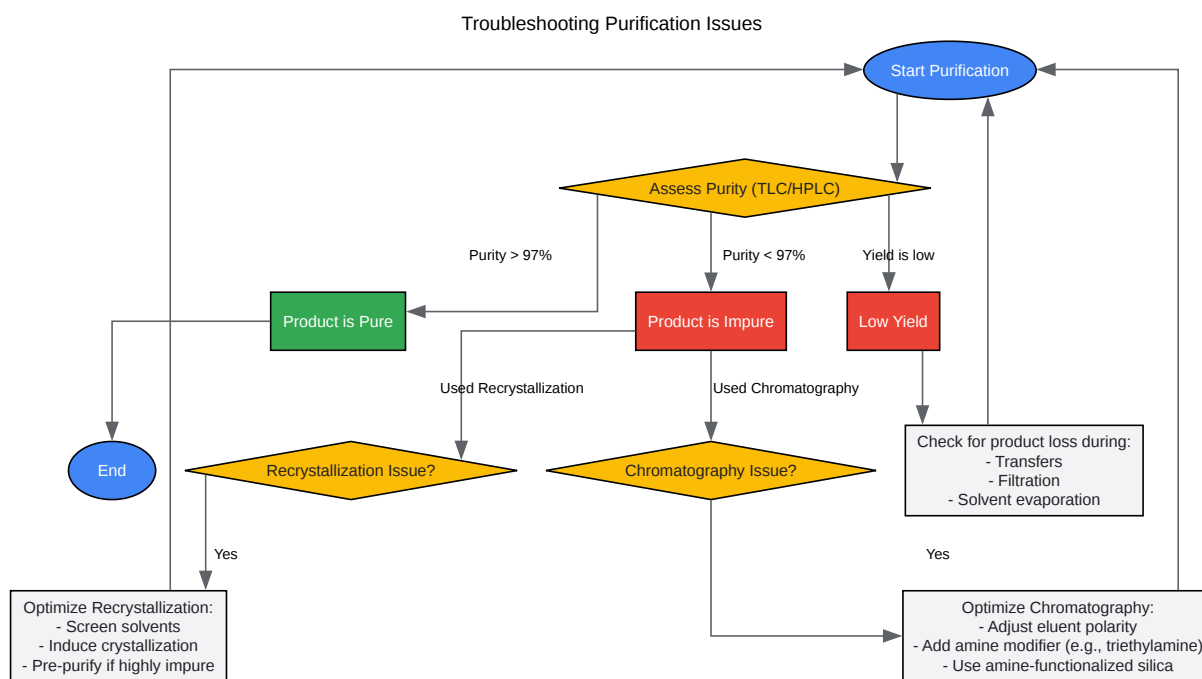 Troubleshooting Purification Issues
Start Purification
Assess Purity (TLC/HPLC)
Purity > 97%
Purity < 97%
Yield is low
Product is Pure
Product is Impure
Low Yield
Used Recrystallization
Used Chromatography
End
Recrystallization Issue?
Chromatography Issue?
Check for product loss during:
- Transfers
- Filtration
- Solvent evaporation
Yes
Yes
Optimize Recrystallization:
- Screen solvents
- Induce crystallization
- Pre-purify if highly impure
Optimize Chromatography:
- Adjust eluent polarity
- Add amine modifier (e.g., triethylamine)
- Use amine-functionalized silica